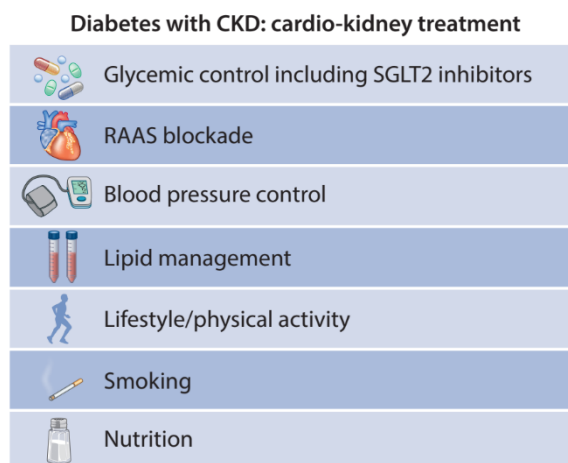 Diabetes with CKD: cardio-kidney treatment
Glycemic control including SGLT2 inhibitors
RAAS blockade
Blood pressure control
Lipid management
Lifestyle/physical activity
Smoking
Nutrition